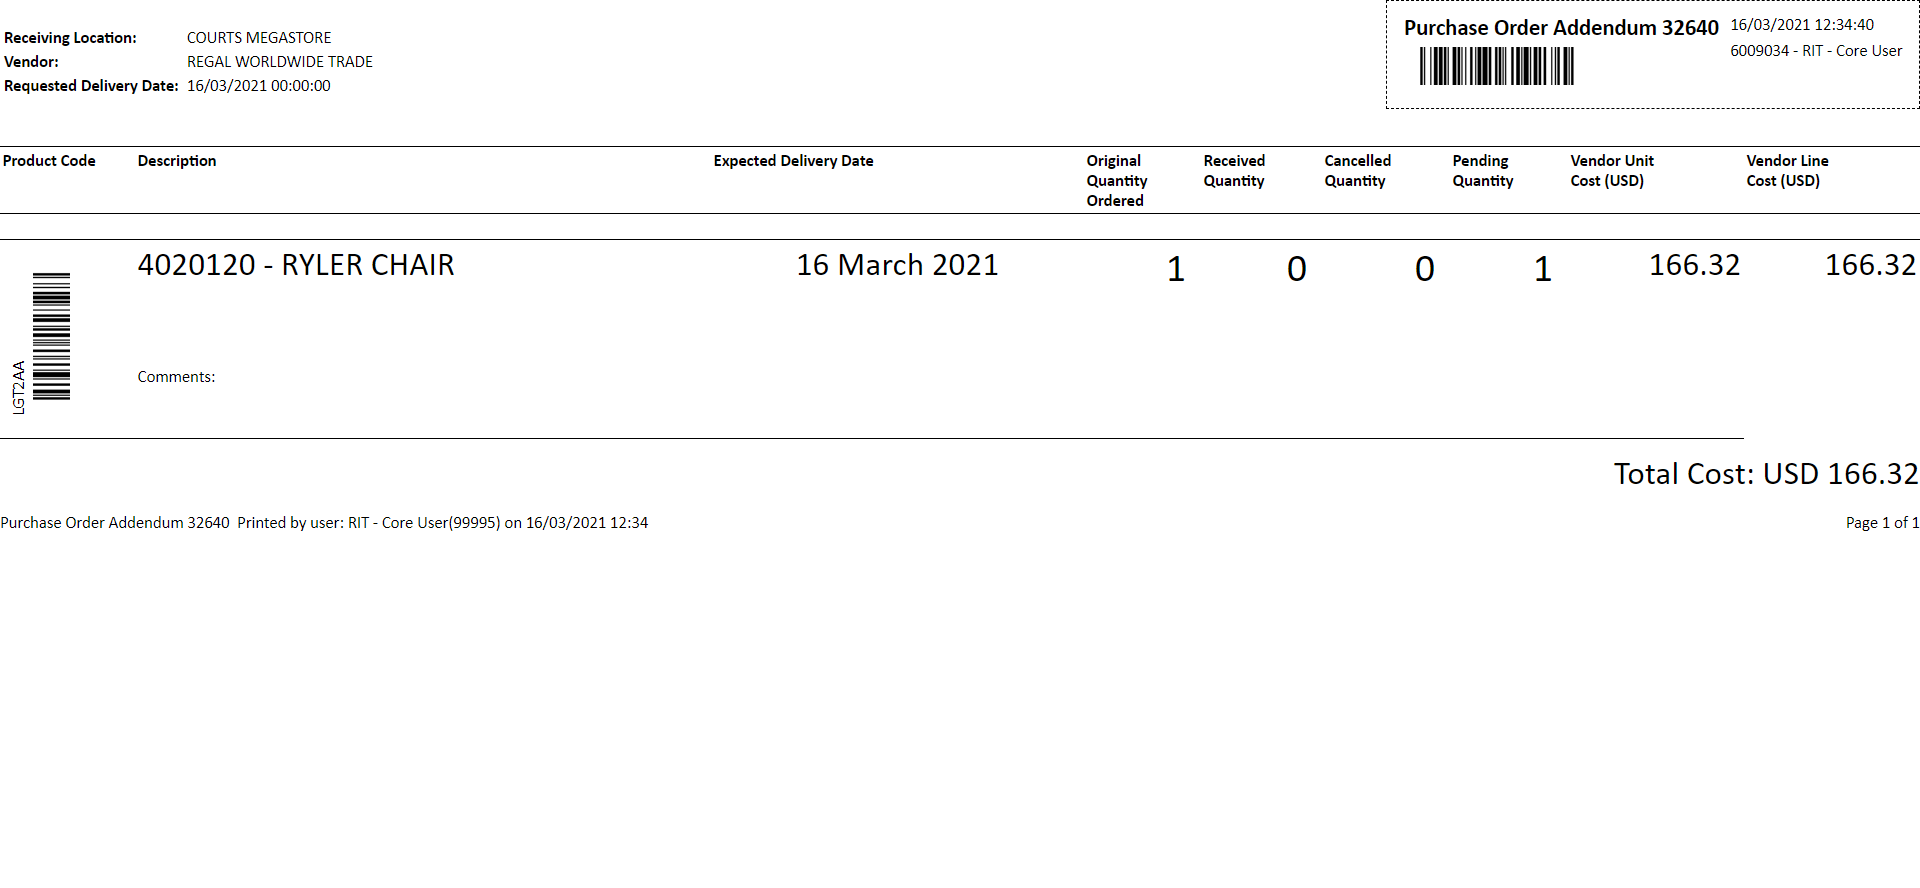 Purchase Order Addendum 32640 16/03/2021 12:34:40
6009034 - RIT - Core User
Receiving Location: COURTS MEGASTORE
Vendor: REGAL WORLDWIDE TRADE
Requested Delivery Date: 16/03/2021 00:00:00
Product Code Description Expected Delivery Date Original Quantity Ordered Received Quantity Cancelled Quantity Pending Quantity Vendor Unit Cost (USD) Vendor Line Cost (USD)
4020120 - RYLER CHAIR 16 March 2021 1 0 0 1 166.32 166.32
LGT2AA
Comments:
Total Cost: USD 166.32
Purchase Order Addendum 32640 Printed by user: RIT - Core User(99995) on 16/03/2021 12:34 Page 1 of 1